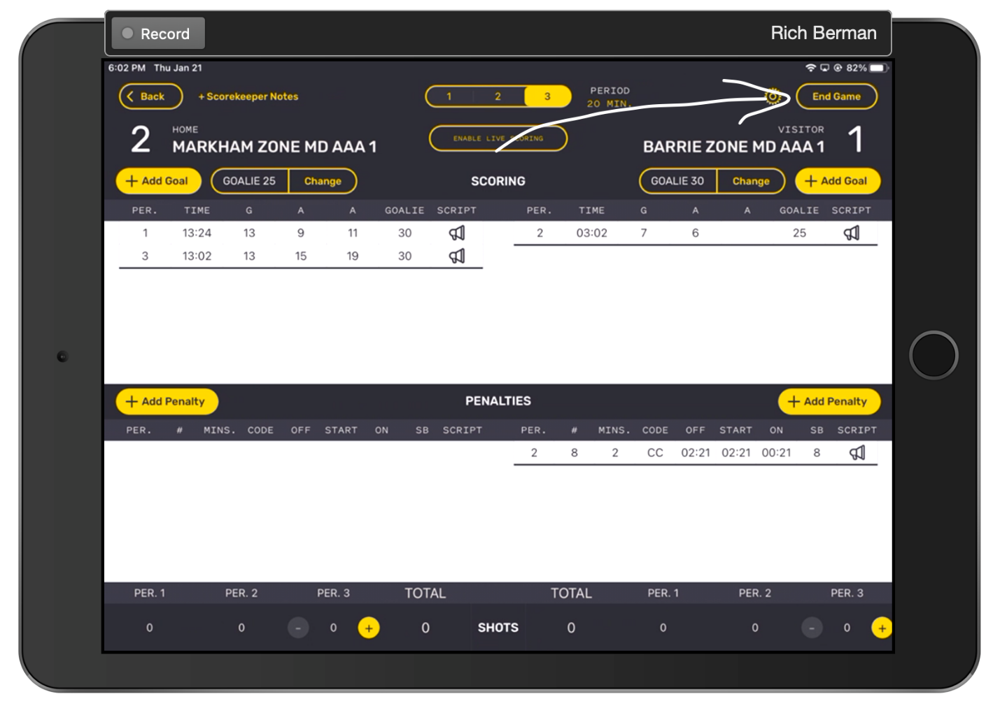 Record Rich Berman
6:02 PM Thu Jan 21 82%
Back + Scorekeeper Notes 1 2 3 PERIOD End Game
20 MIN.
2 HOME ENABLE LIVE SCORING VISITOR 1
MARKHAM ZONE MD AAA 1 BARRIE ZONE MD AAA 1
+ Add Goal GOALIE 25 Change SCORING GOALIE 30 Change + Add Goal
PER. TIME G A A GOALIE SCRIPT PER. TIME G A A GOALIE SCRIPT
1 13:24 13 9 11 30 2 03:02 7 6 25
3 13:02 13 15 19 30
+ Add Penalty PENALTIES + Add Penalty
PER. # MINS. CODE OFF START ON SB SCRIPT PER. # MINS. CODE OFF START ON SB SCRIPT
2 8 2 CC 02:21 02:21 00:21 8
PER. 1 PER. 2 PER. 3 TOTAL TOTAL PER. 1 PER. 2 PER. 3
0 0 - 0 + 0 SHOTS 0 0 0 - 0 +